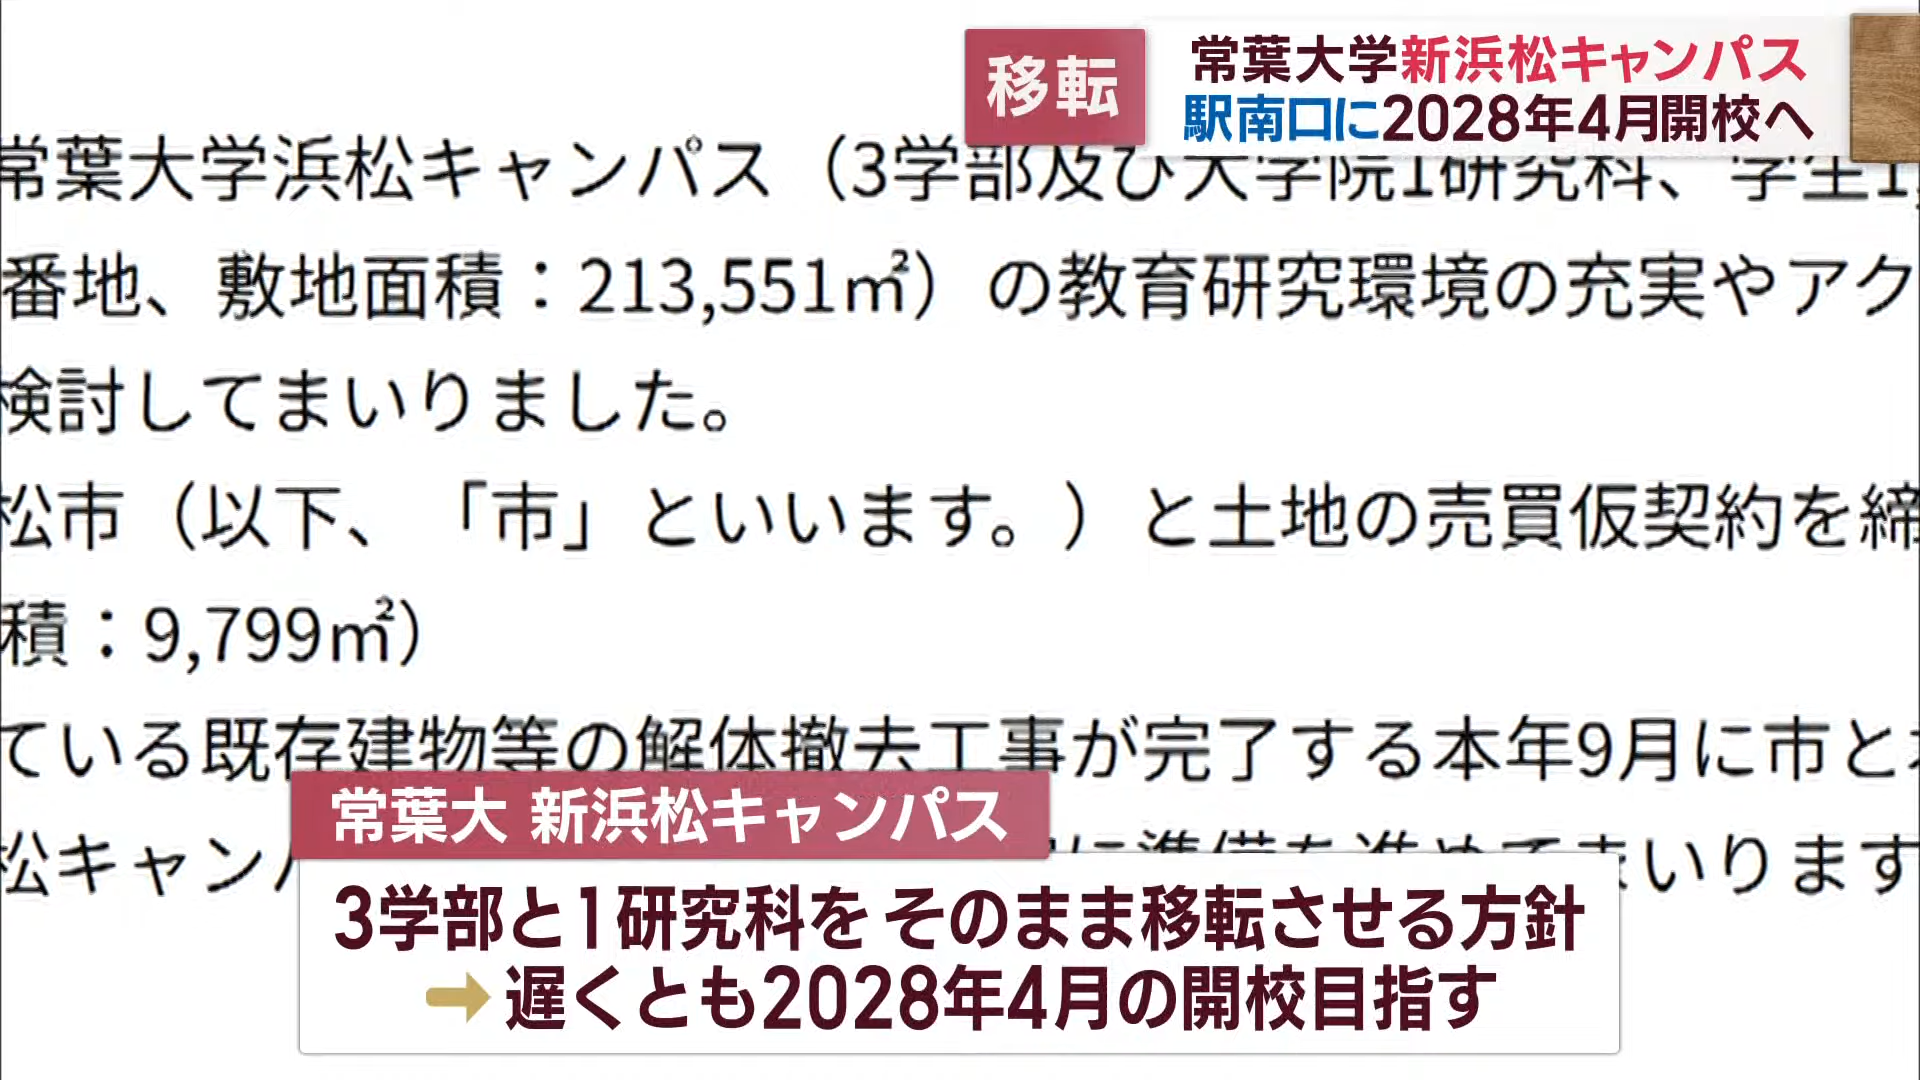 移転
常葉大学新浜松キャンパス
駅南口に2028年4月開校へ
常葉大学浜松キャンパス（3学部及び大学院1研究科、学生1,
番地、敷地面積：213,551㎡）の教育研究環境の充実やアク
検討してまいりました。
松市（以下、「市」といいます。）と土地の売買仮契約を締
積：9,799㎡）
ている既存建物等の解体撤去工事が完了する本年9月に市と
松キャン に準備を進めてまいります
常葉大 新浜松キャンパス
3学部と1研究科を そのまま移転させる方針
➡遅くとも2028年4月の開校目指す